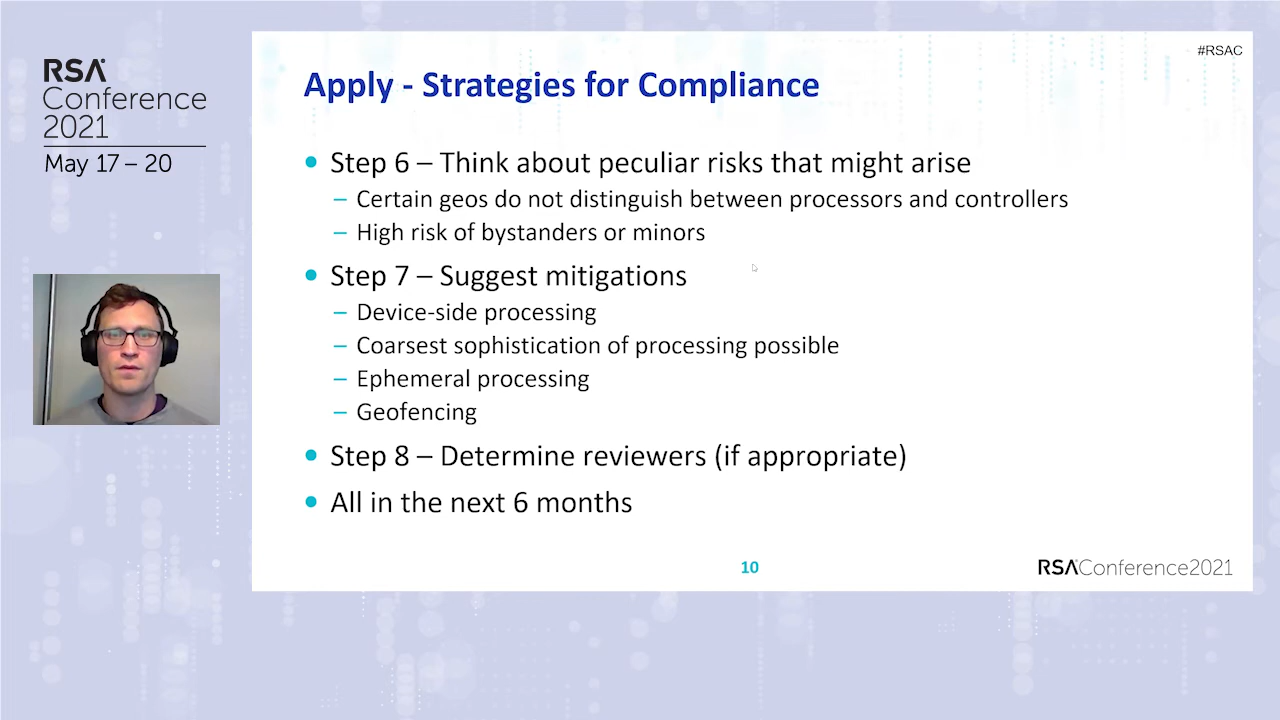 RSA
Conference
2021
May 17 – 20
#RSAC
Apply - Strategies for Compliance
• Step 6 – Think about peculiar risks that might arise
– Certain geos do not distinguish between processors and controllers
– High risk of bystanders or minors
• Step 7 – Suggest mitigations
– Device-side processing
– Coarsest sophistication of processing possible
– Ephemeral processing
– Geofencing
• Step 8 – Determine reviewers (if appropriate)
• All in the next 6 months
10
RSAConference2021